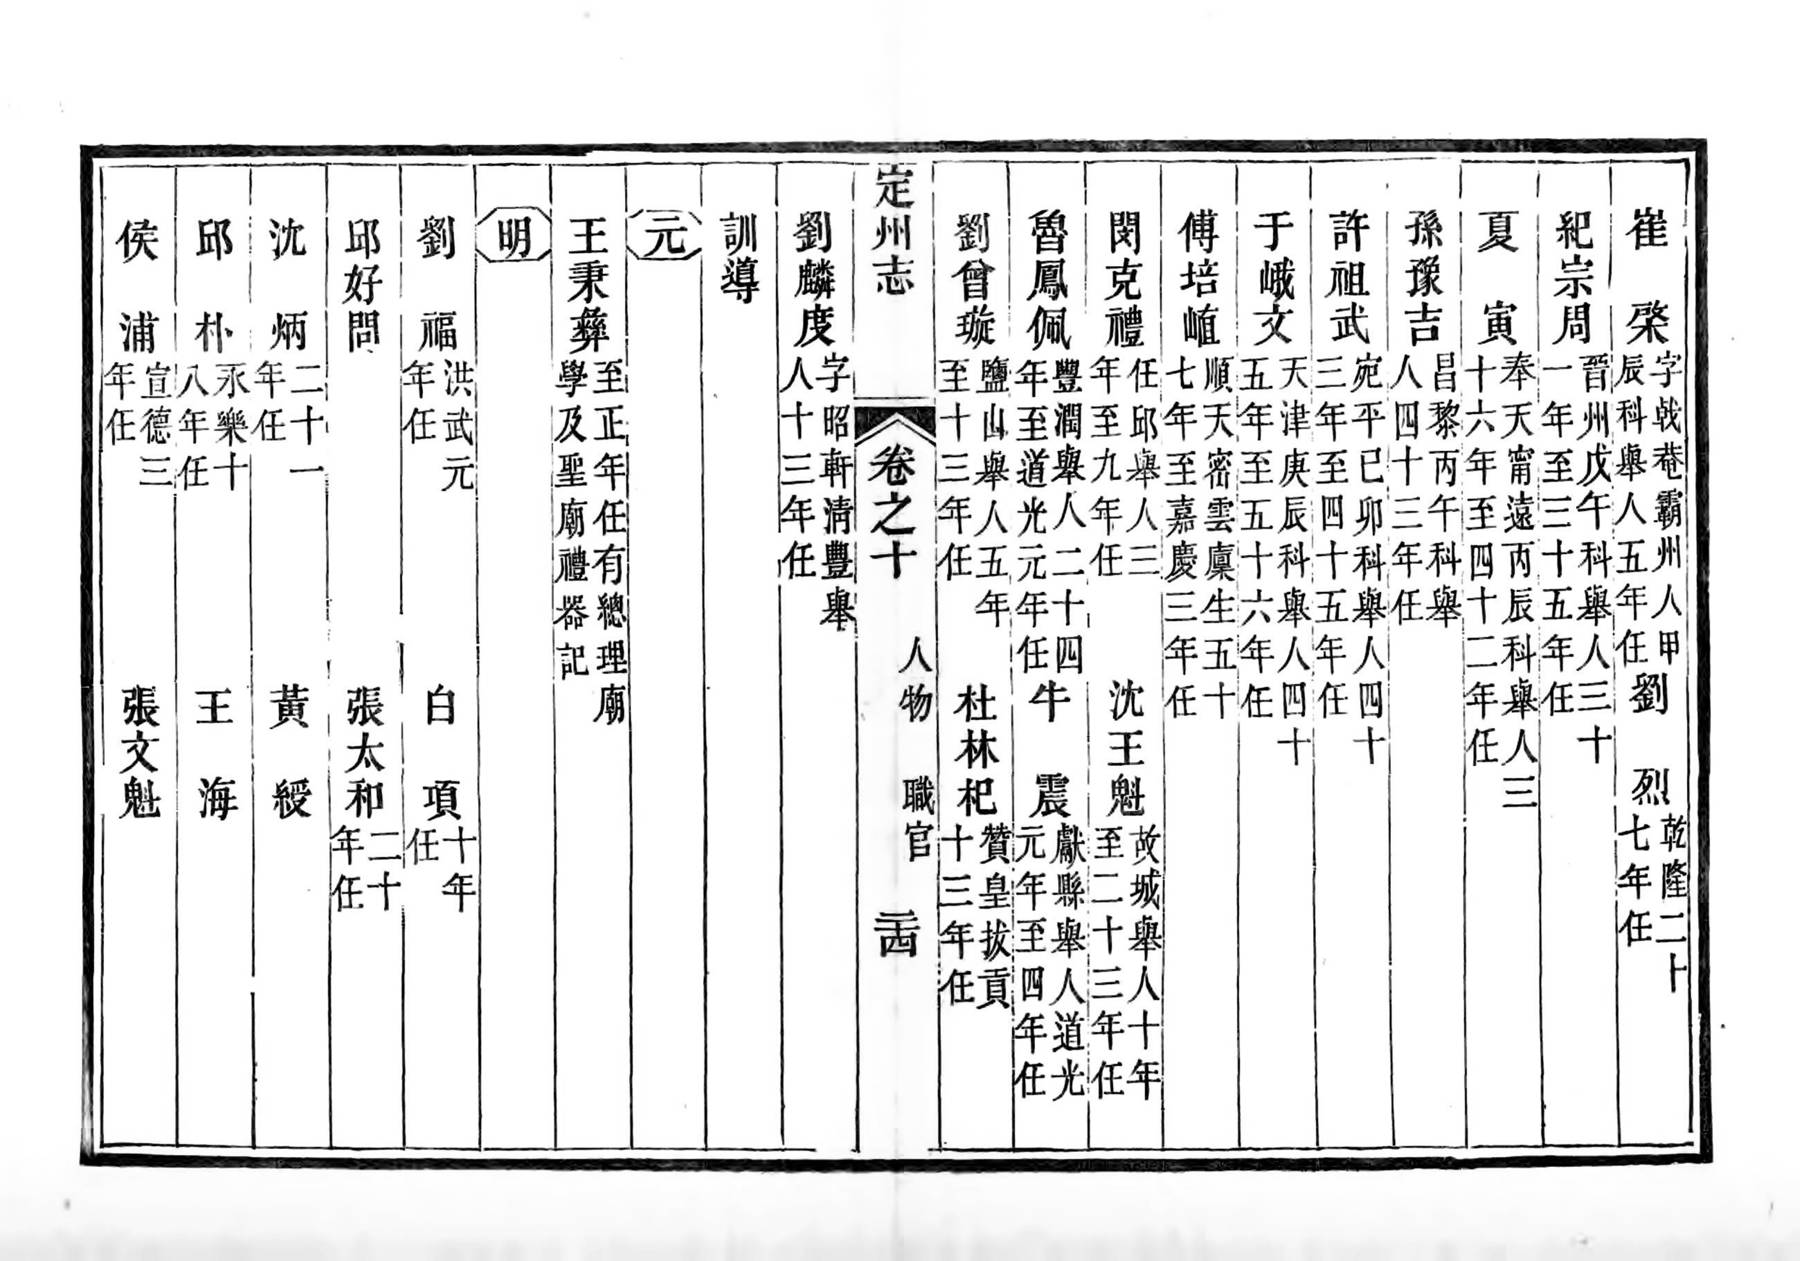 崔　棨字戟菴霸州人甲辰科舉人五年任劉　烈乾隆二十七年任
紀宗周晉州戊午科舉人三十一年至三十五年任
夏　寅奉天甯遠丙辰科舉人三十六年至四十二年任
孫豫吉昌黎丙午科舉人四十三年任
許祖武宛平已卯科舉人四十三年至四十五年任
于峨文天津庚辰科舉人四十五年至五十六年任
傅培峘順天密雲廩生五十七年至嘉慶三年任
閔克禮任邱舉人三年至九年任　沈王魁故城舉人十年至二十三年任
魯鳳佩豐潤舉人二十四年至道光元年任牛　震獻縣舉人道光元年至四年任
劉曾璇鹽山舉人五年至十三年任　杜林杞贊皇拔貢十三年任
定州志　卷之十　人物　職官　二十四
劉麟度字昭軒清豐舉人十三年任
訓導
元
王秉彝至正年任有總理廟學及聖廟禮器記
明
劉　福洪武元年任　白　項十年任
邱好問　張太和二十年任
沈　炳二十一年任　黃　綬
邱　朴永樂十八年任　王　海
侯　浦宣德三年任　張文魁